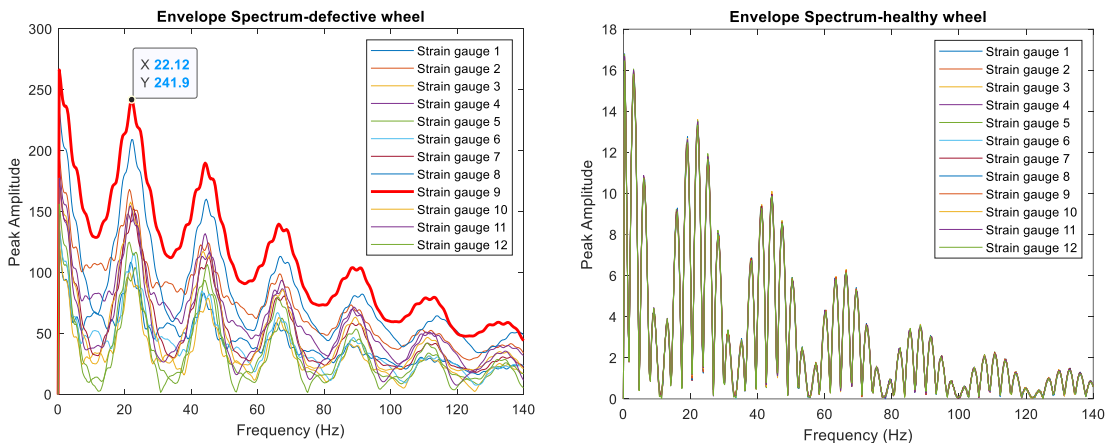 Envelope Spectrum-defective wheel
300
250
200
150
100
50
0
Peak Amplitude
X 22.12
Y 241.9
Strain gauge 1
Strain gauge 2
Strain gauge 3
Strain gauge 4
Strain gauge 5
Strain gauge 6
Strain gauge 7
Strain gauge 8
Strain gauge 9
Strain gauge 10
Strain gauge 11
Strain gauge 12
0 20 40 60 80 100 120 140
Frequency (Hz)
Envelope Spectrum-healthy wheel
18
16
14
12
10
8
6
4
2
0
Peak Amplitude
Strain gauge 1
Strain gauge 2
Strain gauge 3
Strain gauge 4
Strain gauge 5
Strain gauge 6
Strain gauge 7
Strain gauge 8
Strain gauge 9
Strain gauge 10
Strain gauge 11
Strain gauge 12
0 20 40 60 80 100 120 140
Frequency (Hz)